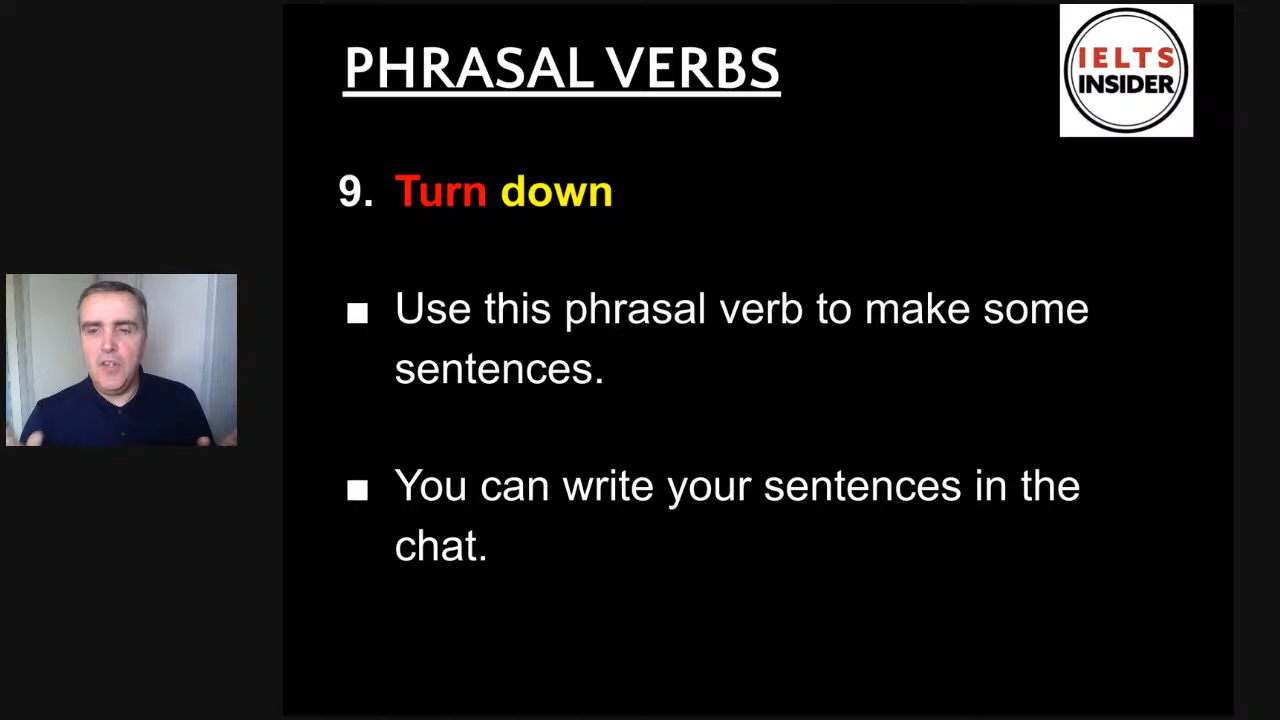 PHRASAL VERBS
IELTS
INSIDER
9. Turn down
■ Use this phrasal verb to make some
sentences.
■ You can write your sentences in the
chat.